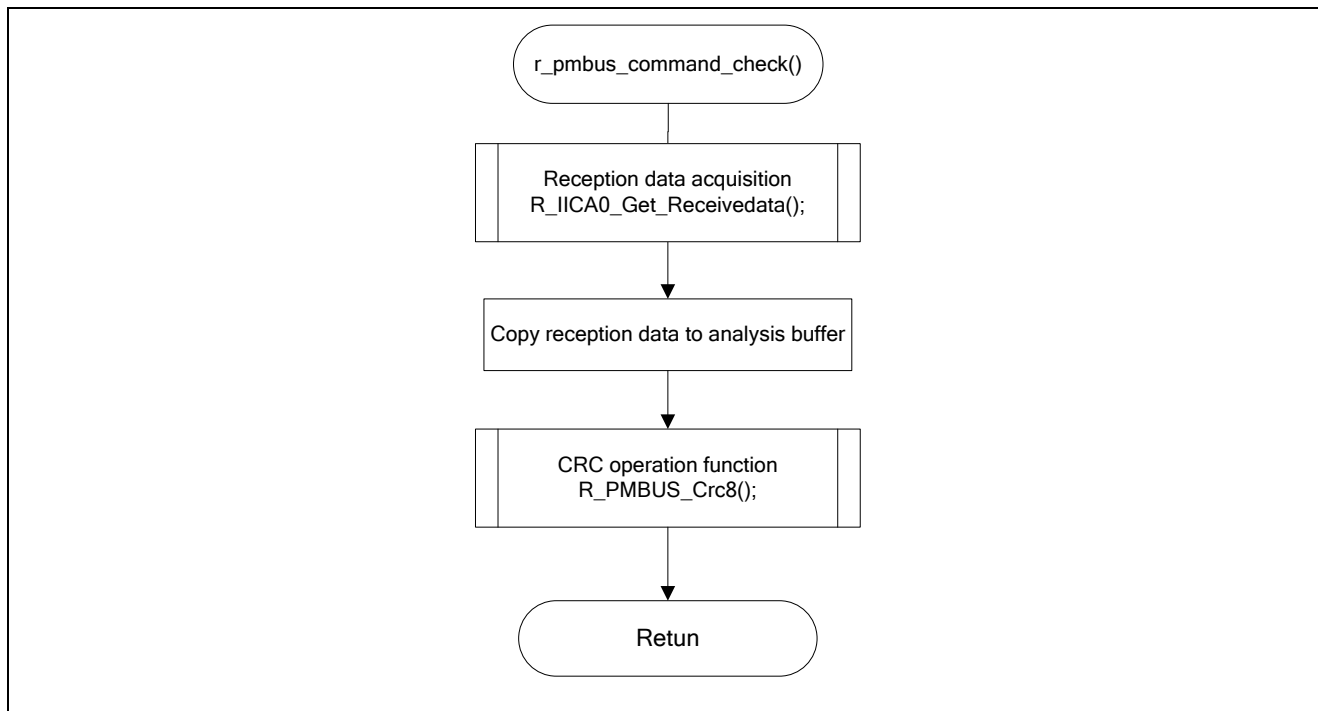 r_pmbus_command_check()
Reception data acquisition
R_IICA0_Get_Receivedata();
Copy reception data to analysis buffer
CRC operation function
R_PMBUS_Crc8();
Retun